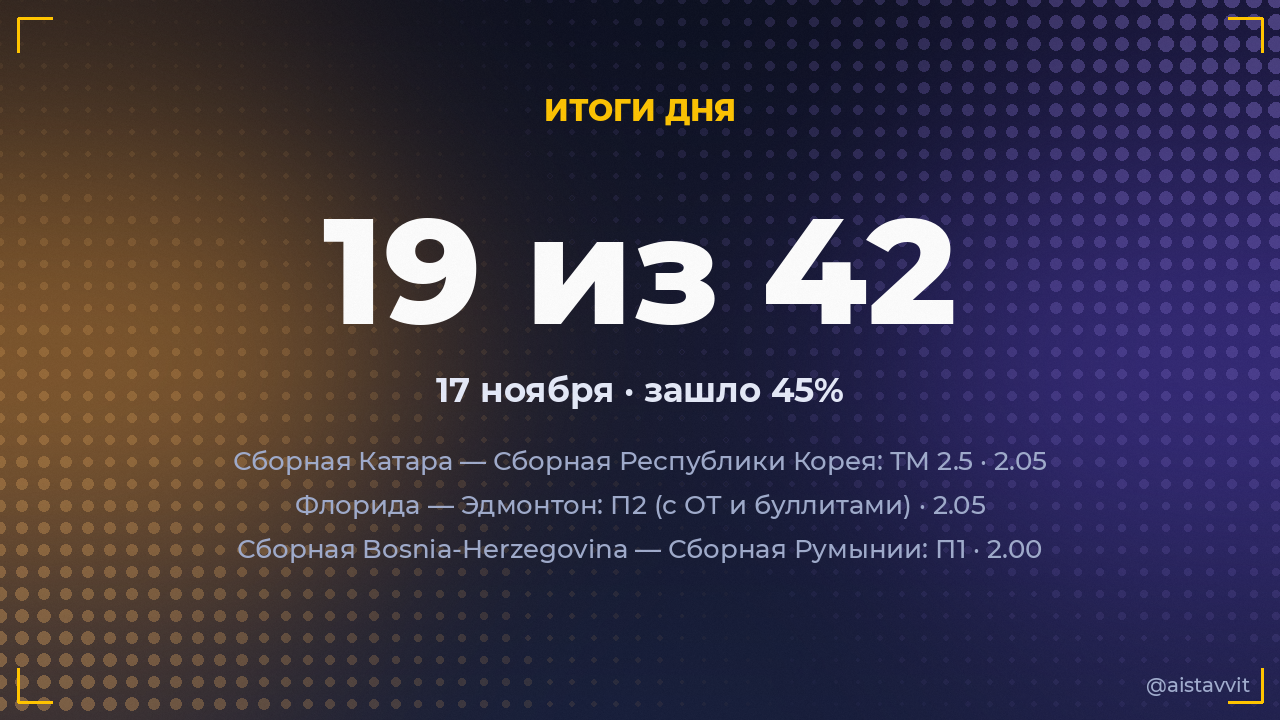 ИТОГИ ДНЯ
19 из 42
17 ноября · зашло 45%
Сборная Катара — Сборная Республики Корея: ТМ 2.5 · 2.05
Флорида — Эдмонтон: П2 (с ОТ и буллитами) · 2.05
Сборная Bosnia-Herzegovina — Сборная Румынии: П1 · 2.00
@aistavvit